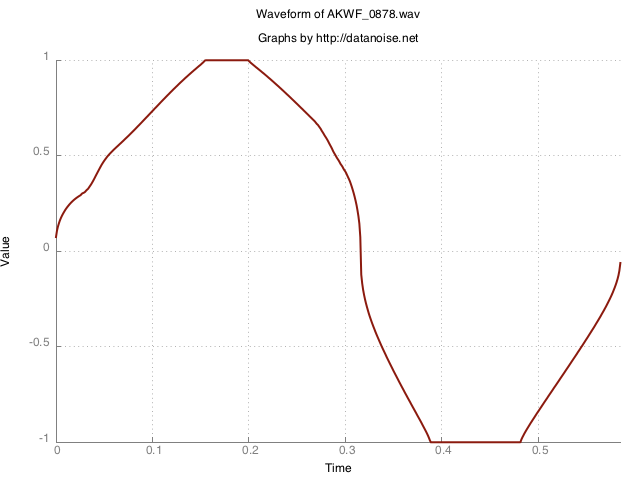 Waveform of AKWF_0878.wav
Graphs by http://datanoise.net
1
0.5
0
-0.5
-1
Value
0 0.1 0.2 0.3 0.4 0.5
Time